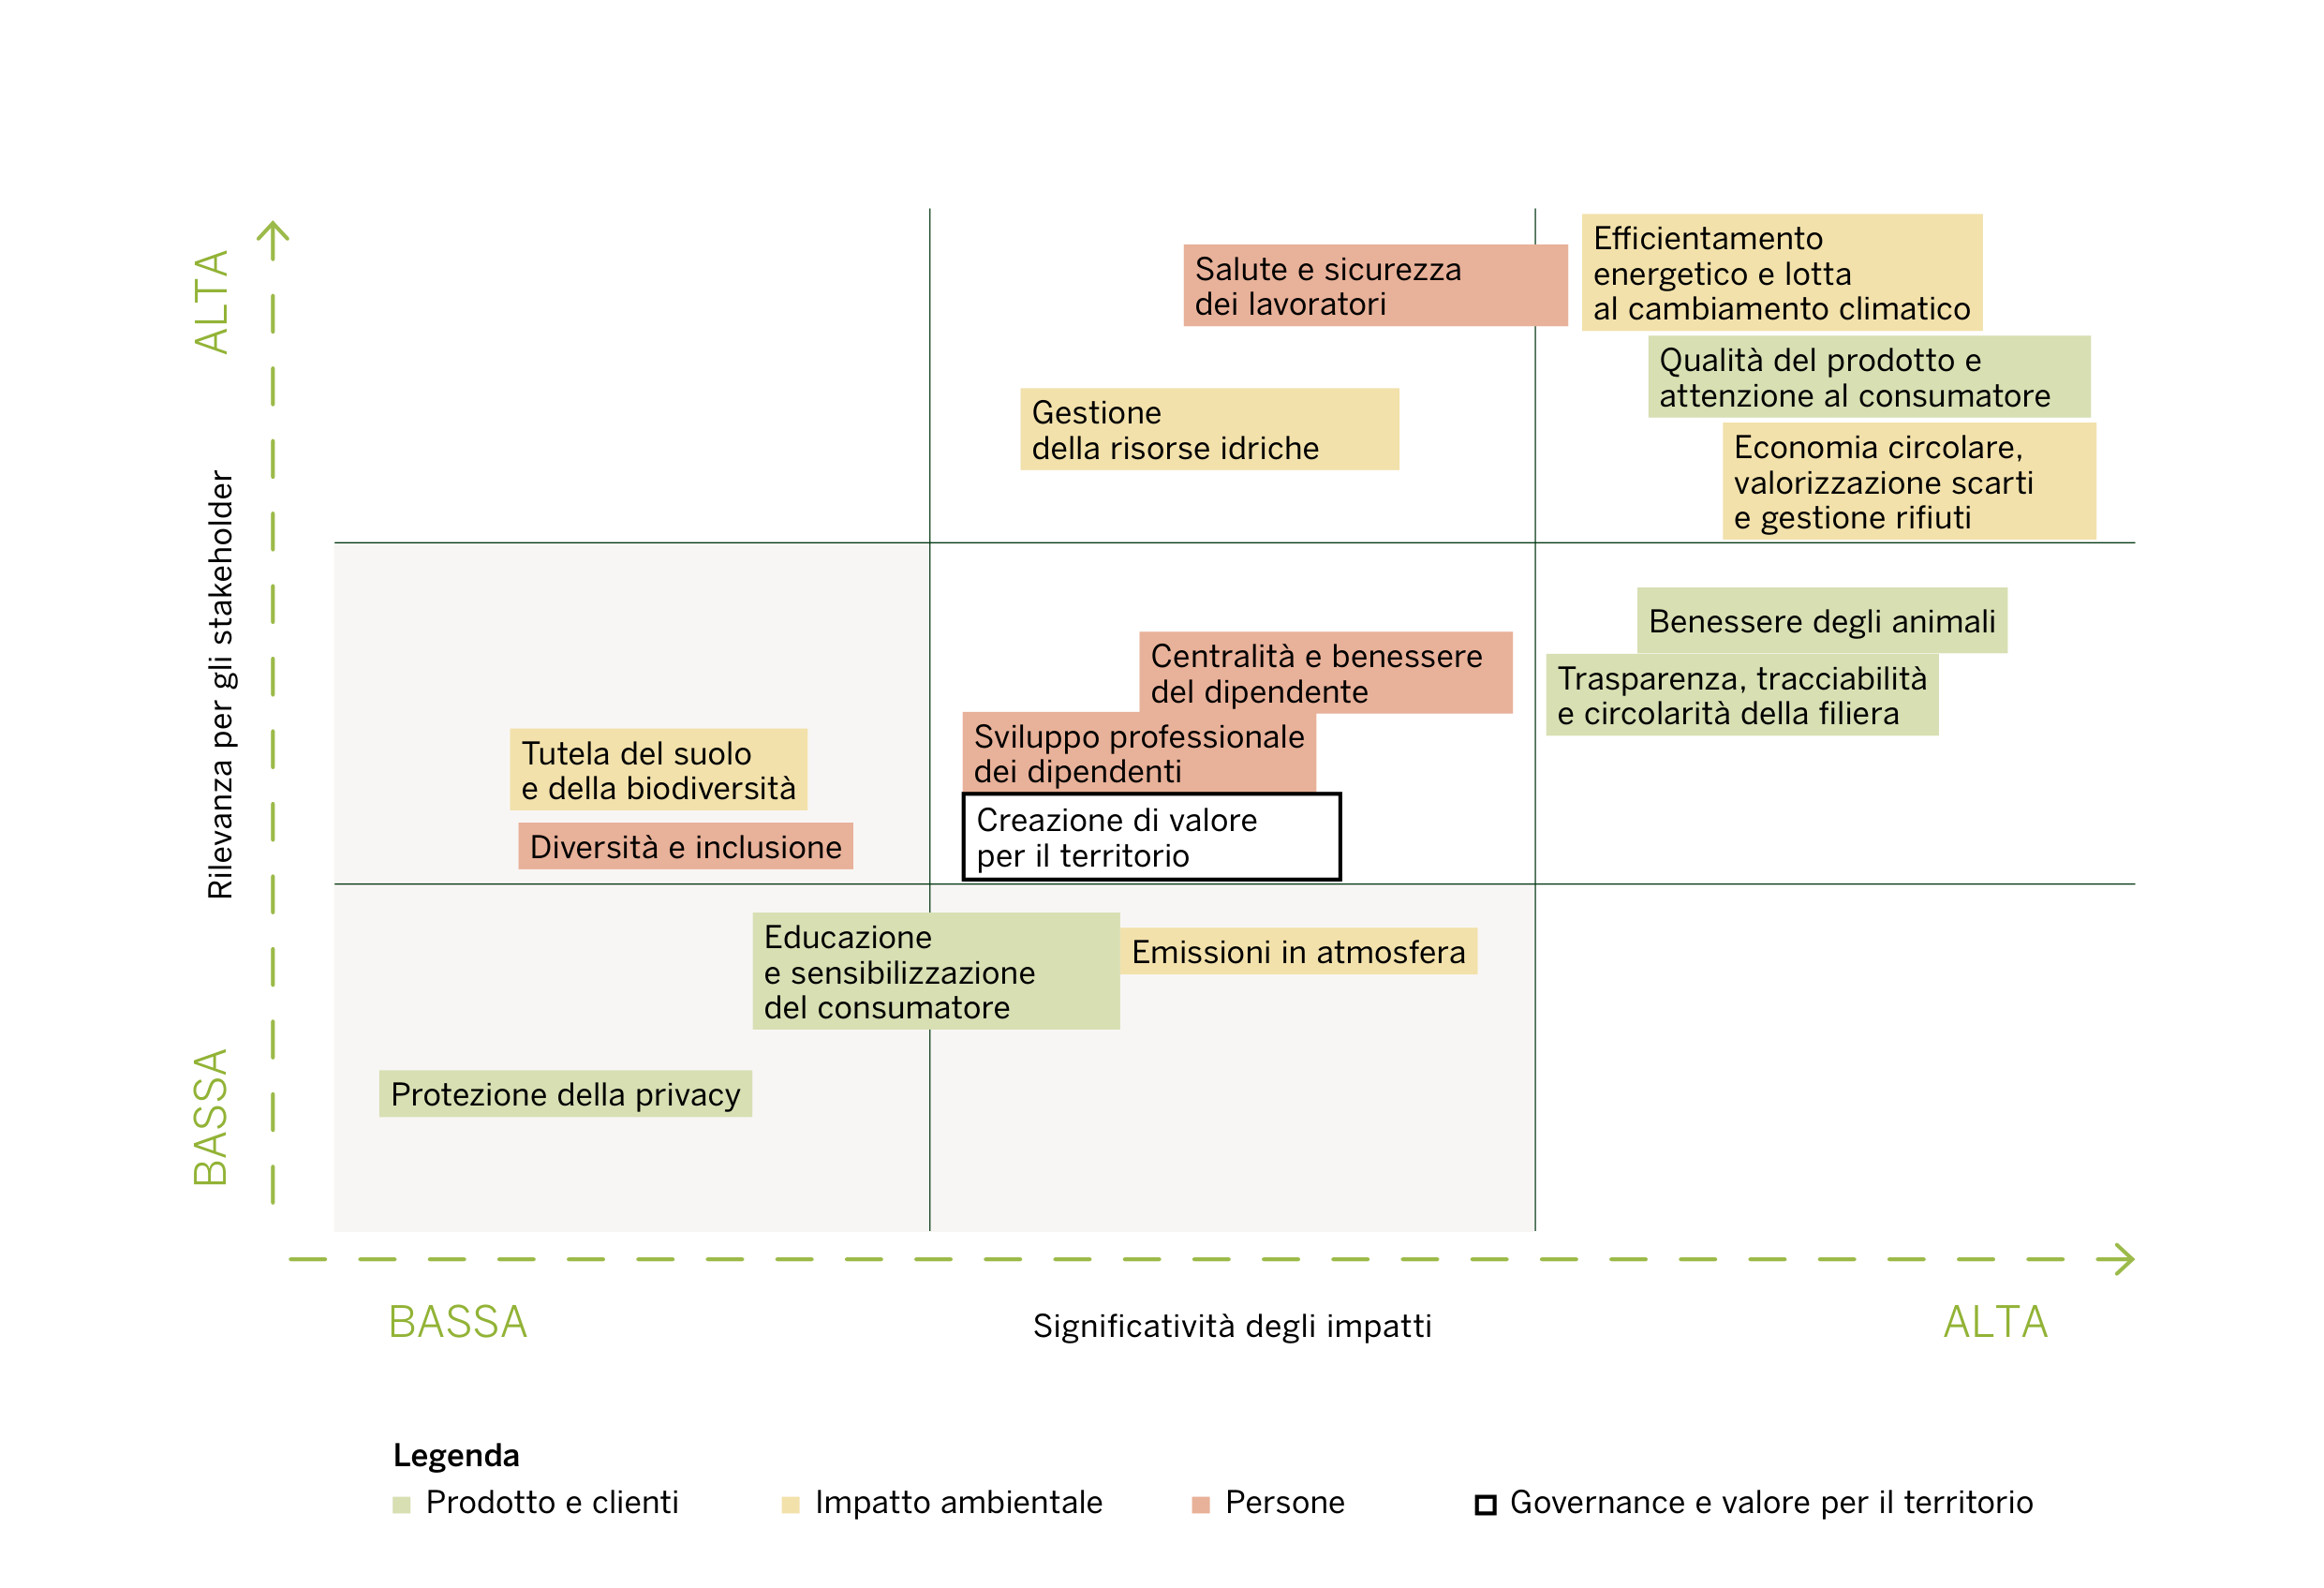 ALTA
Rilevanza per gli stakeholder
BASSA
Salute e sicurezza
dei lavoratori
Efficientamento
energetico e lotta
al cambiamento climatico
Qualità del prodotto e
attenzione al consumatore
Gestione
della risorse idriche
Economia circolare,
valorizzazione scarti
e gestione rifiuti
Benessere degli animali
Centralità e benessere
del dipendente
Trasparenza, tracciabilità
e circolarità della filiera
Sviluppo professionale
dei dipendenti
Tutela del suolo
e della biodiversità
Creazione di valore
per il territorio
Diversità e inclusione
Educazione
e sensibilizzazione
del consumatore
Emissioni in atmosfera
Protezione della privacy
BASSA
Significatività degli impatti
ALTA
Legenda
Prodotto e clienti
Impatto ambientale
Persone
Governance e valore per il territorio